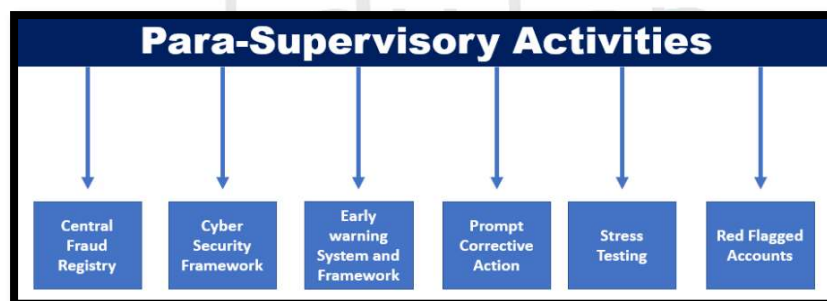 Para-Supervisory Activities
Central
Fraud
Registry
Cyber
Security
Framework
Early
warning
System and
Framework
Prompt
Corrective
Action
Stress
Testing
Red Flagged
Accounts